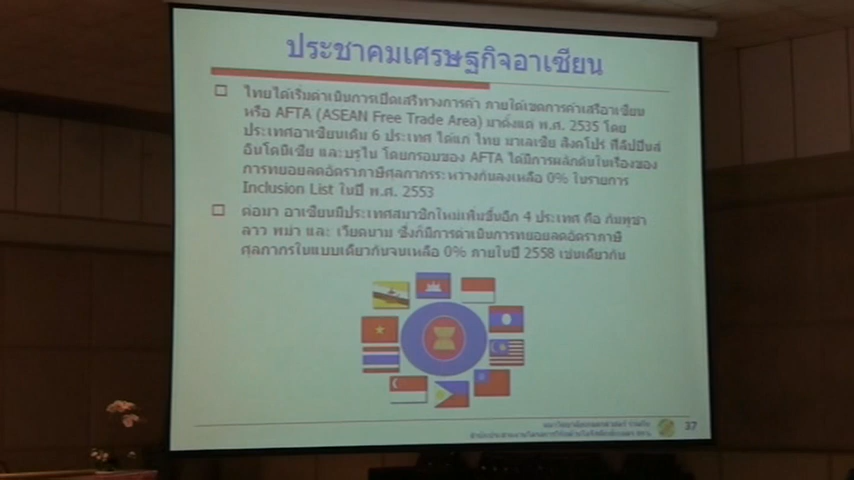 ประชาคมเศรษฐกิจอาเซียน
ไทยได้เริ่มดำเนินการเปิดเสรีทางการค้า ภายใต้เขตการค้าเสรีอาเซียน
หรือ AFTA (ASEAN Free Trade Area) มาตั้งแต่ พ.ศ. 2535 โดย
ประเทศอาเซียนเดิม 6 ประเทศ ได้แก่ ไทย มาเลเซีย สิงคโปร์ ฟิลิปปินส์
อินโดนีเซีย และบรูไน โดยกรอบของ AFTA ได้มีการผลักดันในเรื่องของ
การทยอยลดอัตราภาษีศุลกากรระหว่างกันลงเหลือ 0% ในรายการ
Inclusion List ในปี พ.ศ. 2553
ต่อมา อาเซียนมีประเทศสมาชิกใหม่เพิ่มขึ้นอีก 4 ประเทศ คือ กัมพูชา
ลาว พม่า และ เวียดนาม ซึ่งก็มีการดำเนินการทยอยลดอัตราภาษี
ศุลกากรในแบบเดียวกันจนเหลือ 0% ภายในปี 2558 เช่นเดียวกัน
37